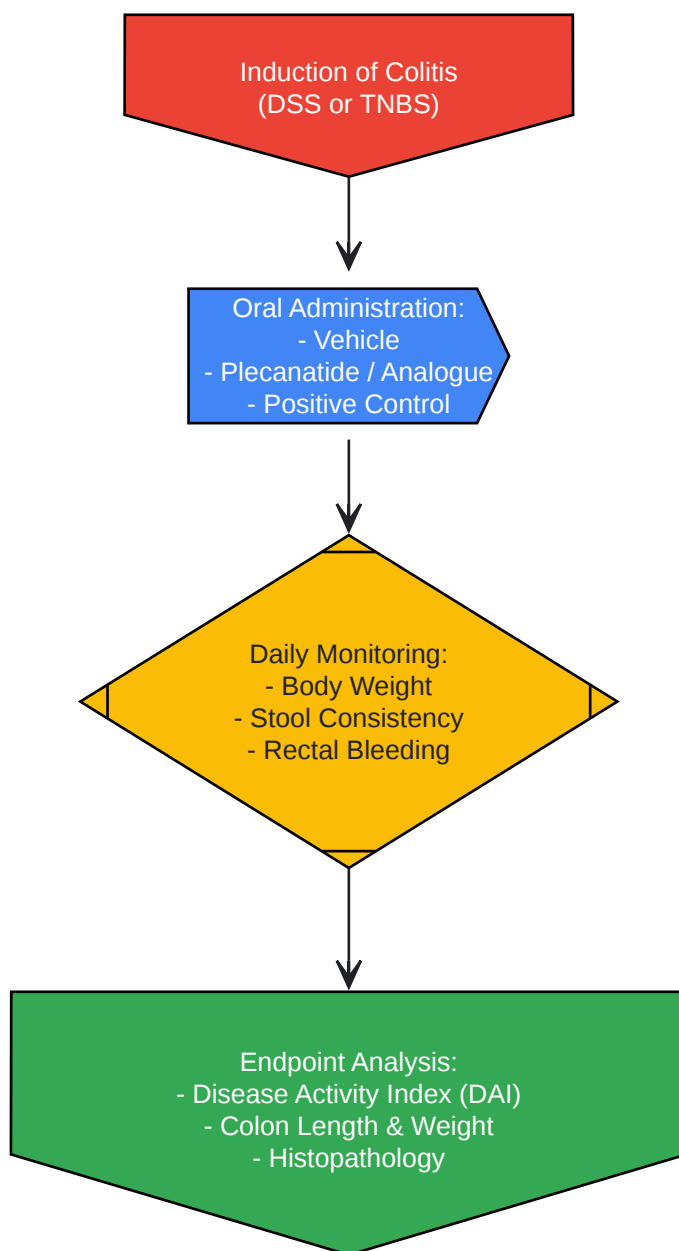 Induction of Colitis
(DSS or TNBS)
Oral Administration:
- Vehicle
- Plecanatide / Analogue
- Positive Control
Daily Monitoring:
- Body Weight
- Stool Consistency
- Rectal Bleeding
Endpoint Analysis:
- Disease Activity Index (DAI)
- Colon Length & Weight
- Histopathology